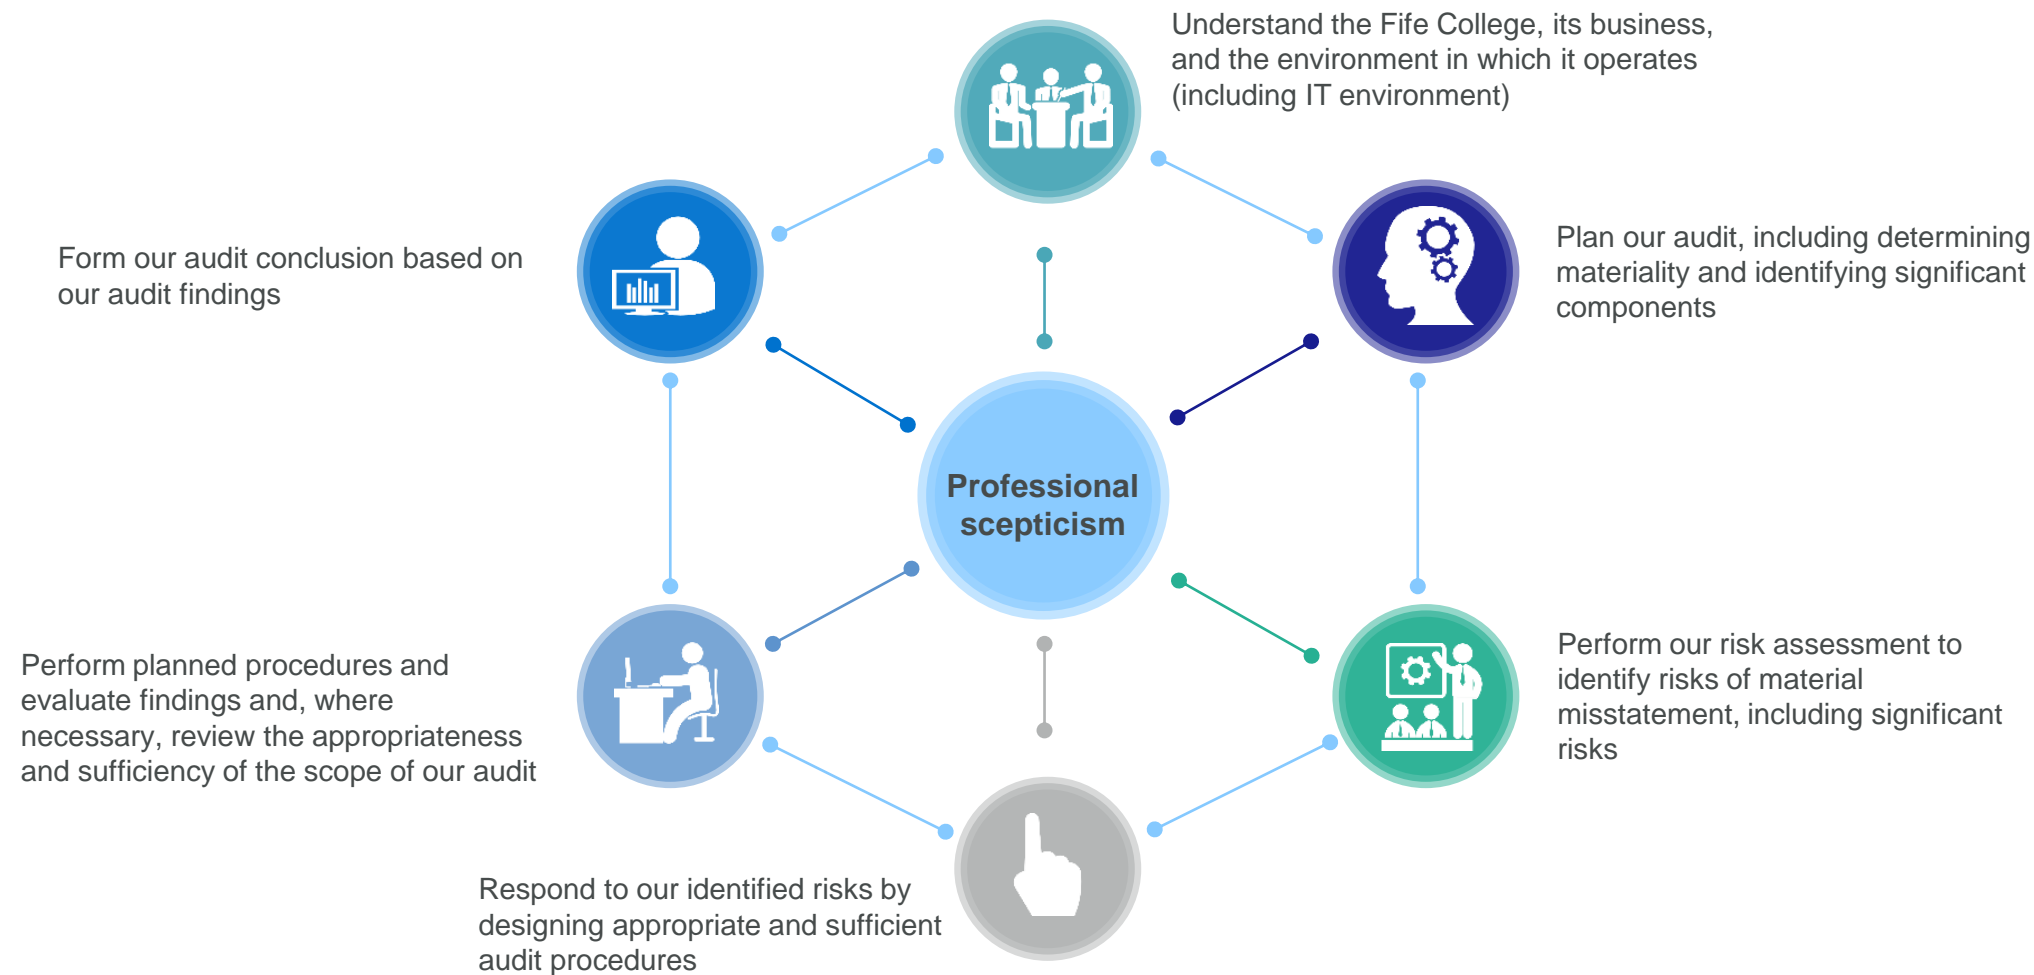 Understand the Fife College, its business,
and the environment in which it operates
(including IT environment)
Plan our audit, including determining
materiality and identifying significant
components
Perform our risk assessment to
identify risks of material
misstatement, including significant
risks
Respond to our identified risks by
designing appropriate and sufficient
audit procedures
Perform planned procedures and
evaluate findings and, where
necessary, review the appropriateness
and sufficiency of the scope of our audit
Form our audit conclusion based on
our audit findings
Professional
scepticism